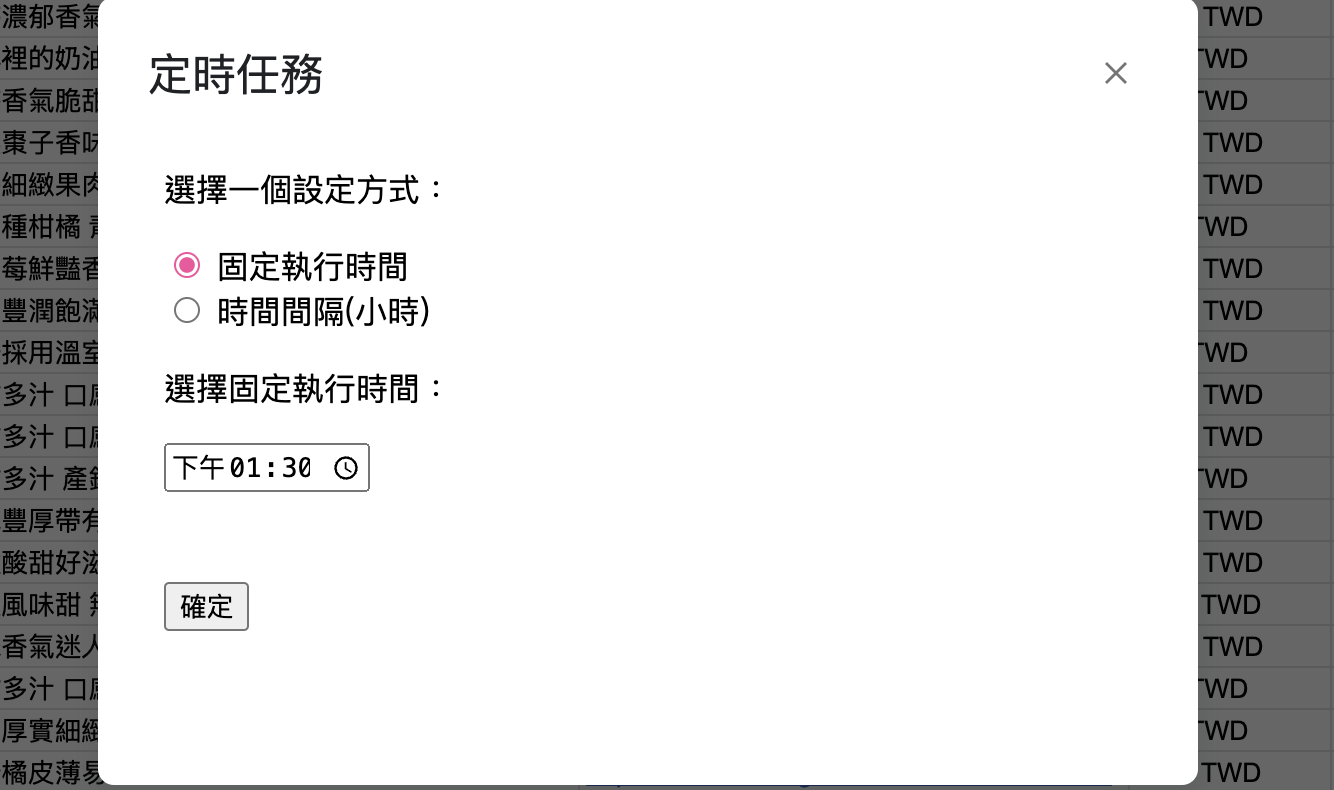 定時任務
選擇一個設定方式：
固定執行時間
時間間隔(小時)
選擇固定執行時間：
下午01:30
確定
濃郁香氣
TWD
裡的奶油
TWD
香氣脆甜
TWD
棗子香味
TWD
細緻果肉
TWD
種柑橘
TWD
莓鮮豔香
TWD
豐潤飽滿
TWD
採用溫室
TWD
多汁 口感
TWD
多汁 口感
TWD
多汁 產銷
TWD
豐厚帶有
TWD
酸甜好滋
TWD
風味甜
TWD
香氣迷人
TWD
多汁 口感
TWD
厚實細緻
TWD
橘皮薄易
TWD